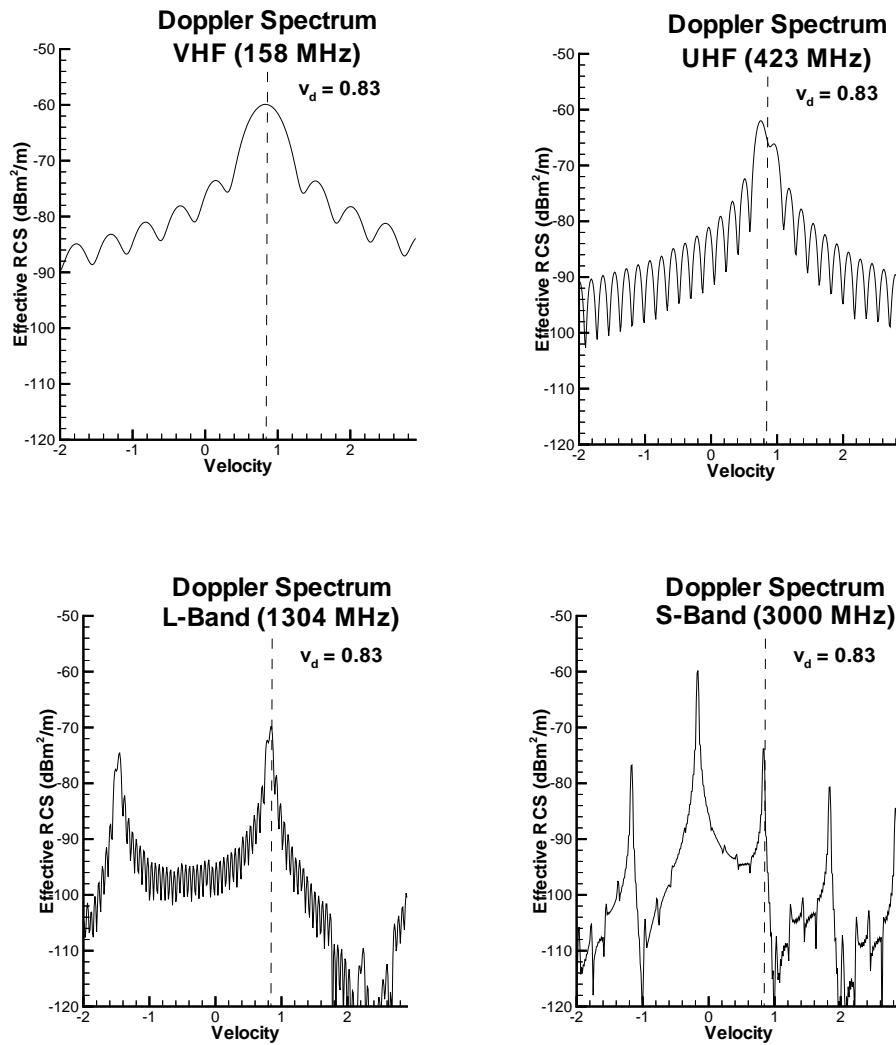 Doppler Spectrum
VHF (158 MHz)
v_d = 0.83
Effective RCS (dBm²/m)
-50
-60
-70
-80
-90
-100
-110
-120
-2
-1
0
1
2
Velocity
Doppler Spectrum
UHF (423 MHz)
v_d = 0.83
Effective RCS (dBm²/m)
-50
-60
-70
-80
-90
-100
-110
-120
-2
-1
0
1
2
Velocity
Doppler Spectrum
L-Band (1304 MHz)
v_d = 0.83
Effective RCS (dBm²/m)
-50
-60
-70
-80
-90
-100
-110
-120
-2
-1
0
1
2
Velocity
Doppler Spectrum
S-Band (3000 MHz)
v_d = 0.83
Effective RCS (dBm²/m)
-50
-60
-70
-80
-90
-100
-110
-120
-2
-1
0
1
2
Velocity